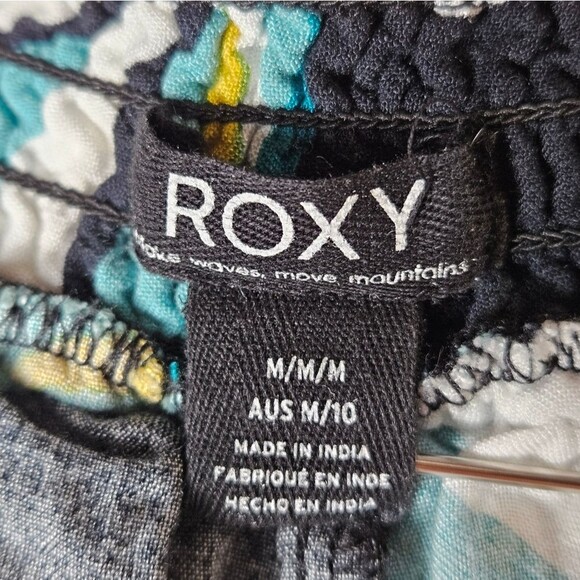 ROXY
make waves, move mountains
M/M/M
AUS M/10
MADE IN INDIA
FABRIQUÉ EN INDE
HECHO EN INDIA